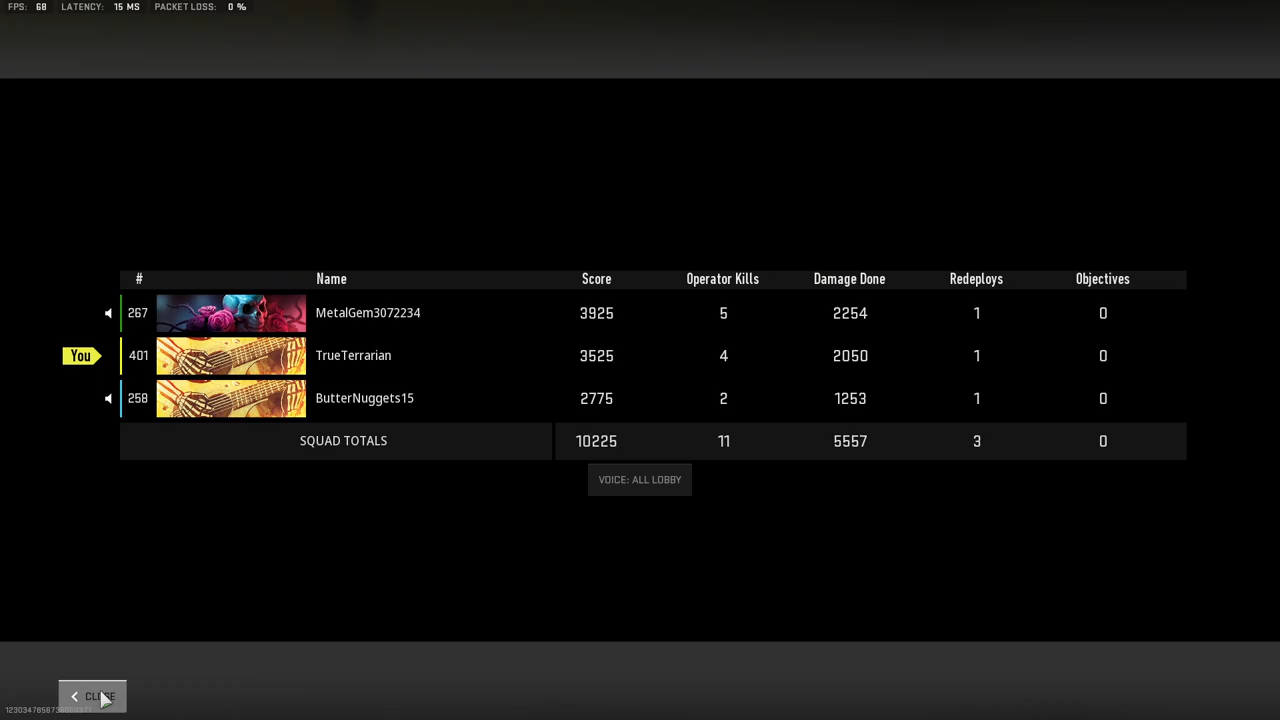 FPS: 68 LATENCY: 15 MS PACKET LOSS: 0 %
# Name Score Operator Kills Damage Done Redeploys Objectives
267 MetalGem3072234 3925 5 2254 1 0
You 401 TrueTerrarian 3525 4 2050 1 0
258 ButterNuggets15 2775 2 1253 1 0
SQUAD TOTALS 10225 11 5557 3 0
VOICE: ALL LOBBY
CLOSE